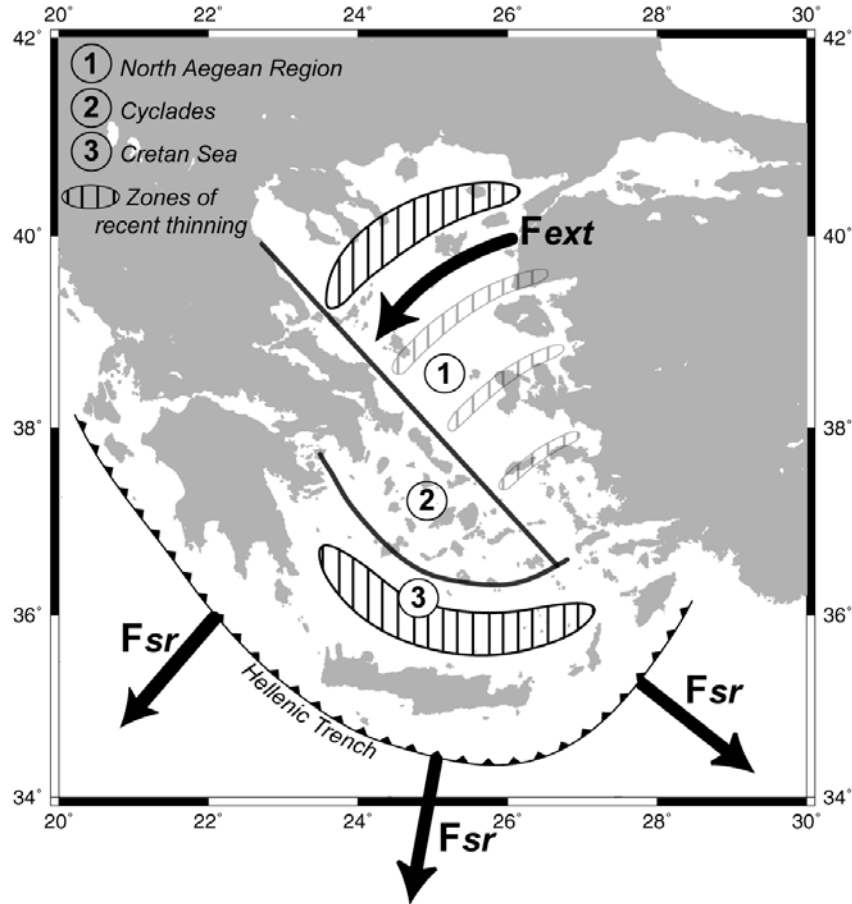 20˚ 22˚ 24˚ 26˚ 28˚ 30˚
42˚ 42˚
1 North Aegean Region
2 Cyclades
3 Cretan Sea
Zones of
recent thinning
40˚ 40˚
Fext
1
38˚ 38˚
2
3
36˚ 36˚
Fsr
Fsr
Hellenic Trench
34˚ 34˚
20˚ 22˚ 24˚ 26˚ 28˚ 30˚
Fsr